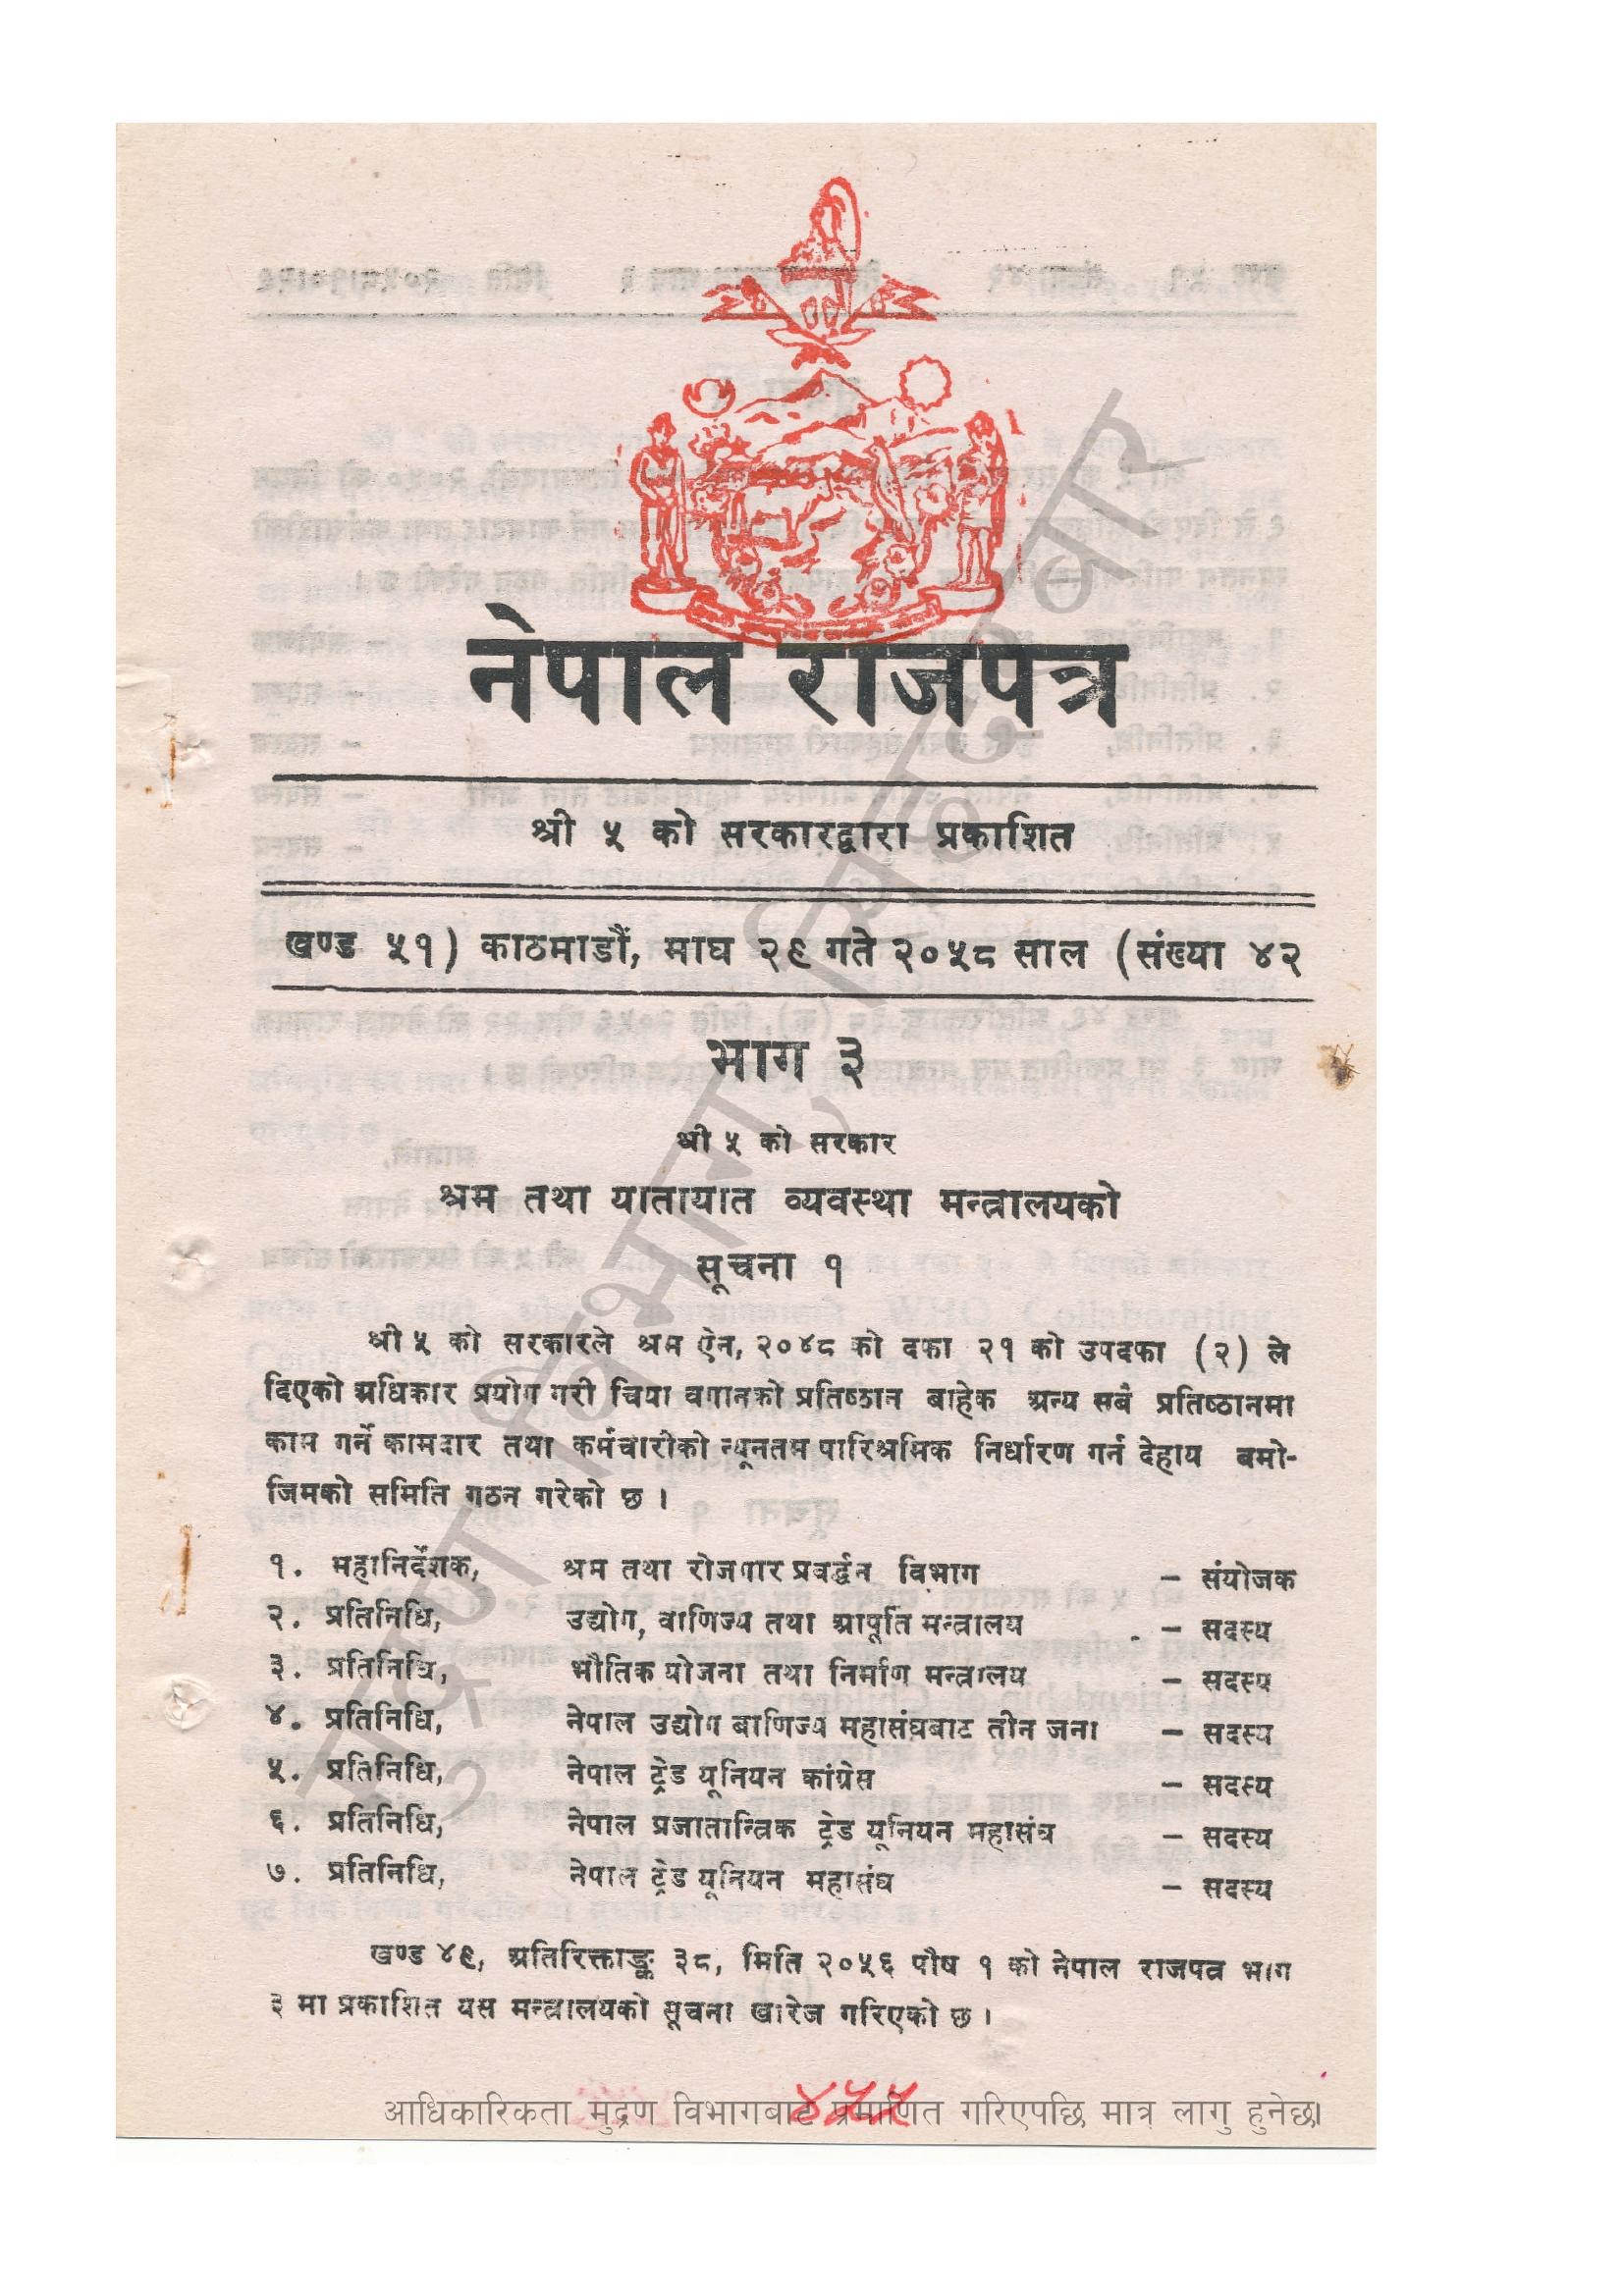 नेपाल राजपत्र
श्री ५ को सरकारद्वारा प्रकाशित
खण्ड ५१) काठमाडौं, माघ २९ गते २०५८ साल (संख्या ४२
भाग ३
श्री ५ को सरकार
श्रम तथा यातायात व्यवस्था मन्त्रालयको
सूचना १
श्री ५ को सरकारले श्रम ऐन, २०४८ को दफा २१ को उपदफा (२) ले
दिएको अधिकार प्रयोग गरी चिया बगानको प्रतिष्ठान बाहेक अन्य सबै प्रतिष्ठानमा
काम गर्ने कामदार तथा कर्मचारीको न्यूनतम पारिश्रमिक निर्धारण गर्न देहाय बमो-
जिमको समिति गठन गरेको छ ।
१. महानिर्देशक, श्रम तथा रोजगार प्रवर्द्धन विभाग – संयोजक
२. प्रतिनिधि, उद्योग, वाणिज्य तथा आपूर्ति मन्त्रालय – सदस्य
३. प्रतिनिधि, भौतिक योजना तथा निर्माण मन्त्रालय – सदस्य
४. प्रतिनिधि, नेपाल उद्योग बाणिज्य महासंघबाट तीन जना – सदस्य
५. प्रतिनिधि, नेपाल ट्रेड यूनियन कांग्रेस – सदस्य
६. प्रतिनिधि, नेपाल प्रजातान्त्रिक ट्रेड यूनियन महासंघ – सदस्य
७. प्रतिनिधि, नेपाल ट्रेड यूनियन महासंघ – सदस्य
खण्ड ४९, अतिरिक्ताङ्क ३८, मिति २०५६ पौष १ को नेपाल राजपत्र भाग
३ मा प्रकाशित यस मन्त्रालयको सूचना खारेज गरिएको छ ।
४५५
आधिकारिकता मुद्रण विभागबाट प्रमाणित गरिएपछि मात्र लागु हुनेछ।
मुद्रण विभाग, सिंहदरबार